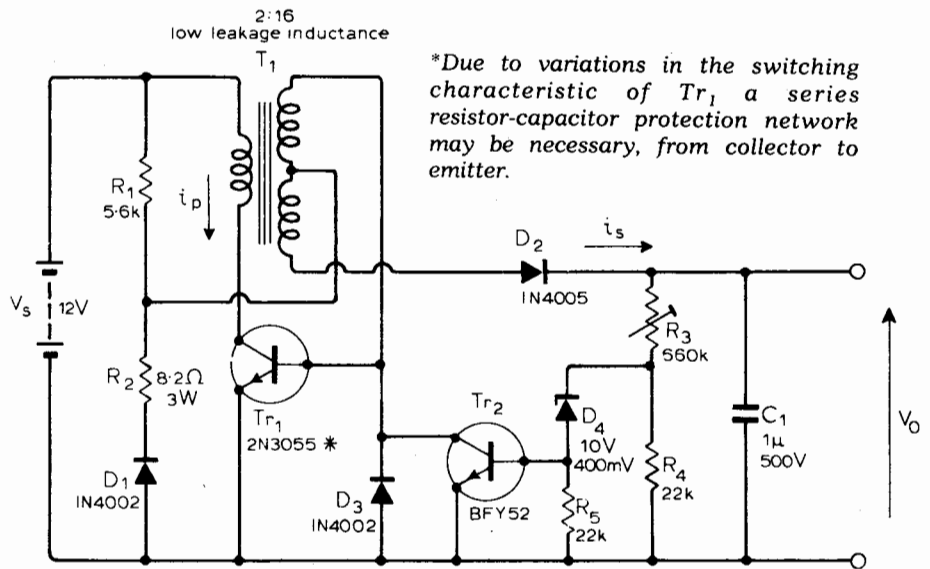 2:16
low leakage inductance
T1
*Due to variations in the switching
characteristic of Tr1 a series
resistor-capacitor protection network
may be necessary, from collector to
emitter.
R1
5·6k
ip
D2
is
1N4005
Vs
12V
R3
560k
R2
8·2Ω
3W
Tr1
2N3055 *
Tr2
D4
10V
400mV
C1
1µ
500V
Vo
D1
1N4002
D3
1N4002
BFY52
R5
22k
R4
22k